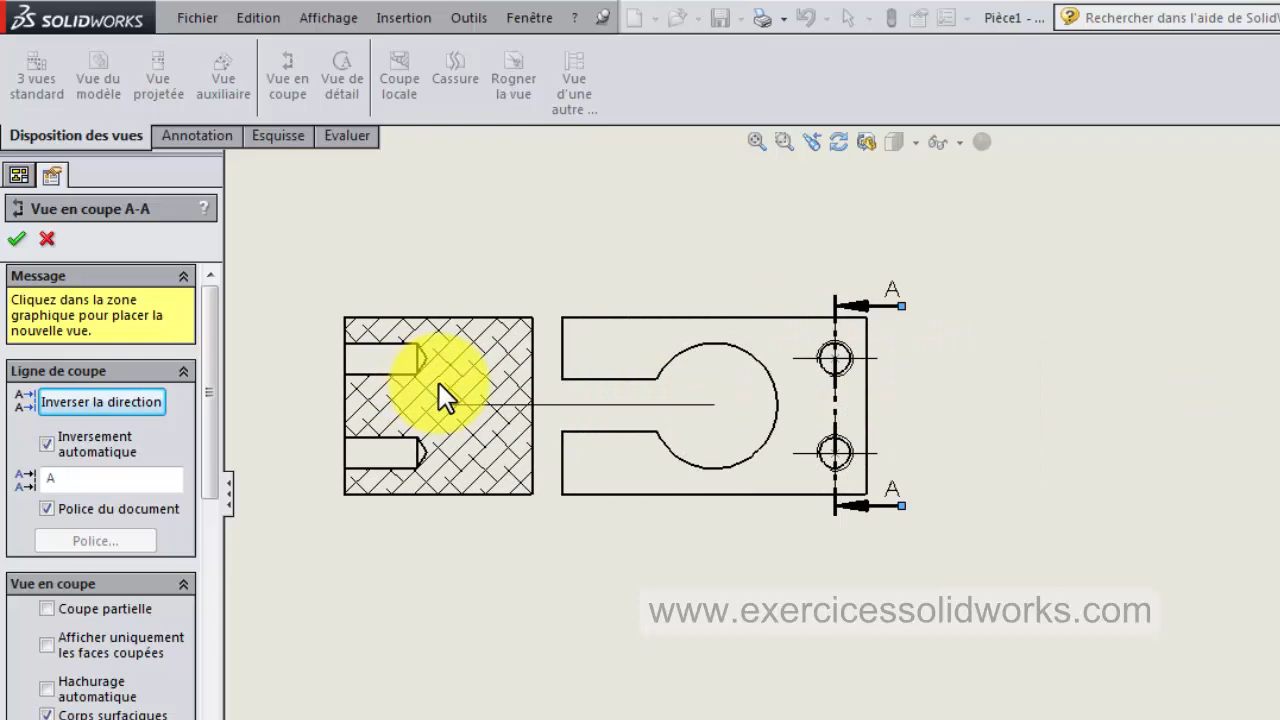 SOLIDWORKS
Fichier Edition Affichage Insertion Outils Fenêtre ?
Pièce1 - ...
Rechercher dans l'aide de SolidW
3 vues standard
Vue du modèle
Vue projetée
Vue auxiliaire
Vue en coupe
Vue de détail
Coupe locale
Cassure
Rogner la vue
Vue d'une autre ...
Disposition des vues Annotation Esquisse Evaluer
Vue en coupe A-A ?
Message
Cliquez dans la zone
graphique pour placer la
nouvelle vue.
Ligne de coupe
Inverser la direction
Inversement
automatique
A
Police du document
Police...
Vue en coupe
Coupe partielle
Afficher uniquement
les faces coupées
Hachurage
automatique
Corps surfaciques
A
A
www.exercicessolidworks.com